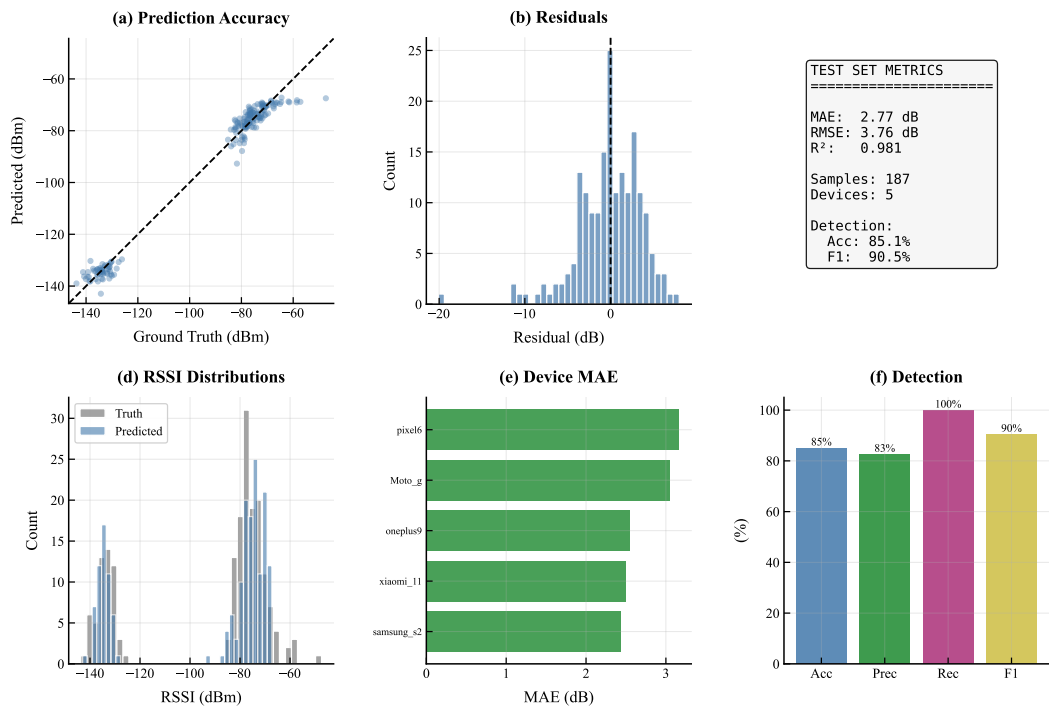 (a) Prediction Accuracy
−60
−80
−100
−120
−140
Predicted (dBm)
−140
−120
−100
−80
−60
Ground Truth (dBm)
(b) Residuals
25
20
15
10
5
0
Count
−20
−10
0
Residual (dB)
TEST SET METRICS
======================
MAE: 2.77 dB
RMSE: 3.76 dB
R²: 0.981
Samples: 187
Devices: 5
Detection:
Acc: 85.1%
F1: 90.5%
(d) RSSI Distributions
Truth
Predicted
30
25
20
15
10
5
0
Count
−140
−120
−100
−80
−60
RSSI (dBm)
(e) Device MAE
pixel6
Moto_g
oneplus9
xiaomi_11
samsung_s2
0
1
2
3
MAE (dB)
(f) Detection
100
80
60
40
20
0
(%)
85%
83%
100%
90%
Acc
Prec
Rec
F1